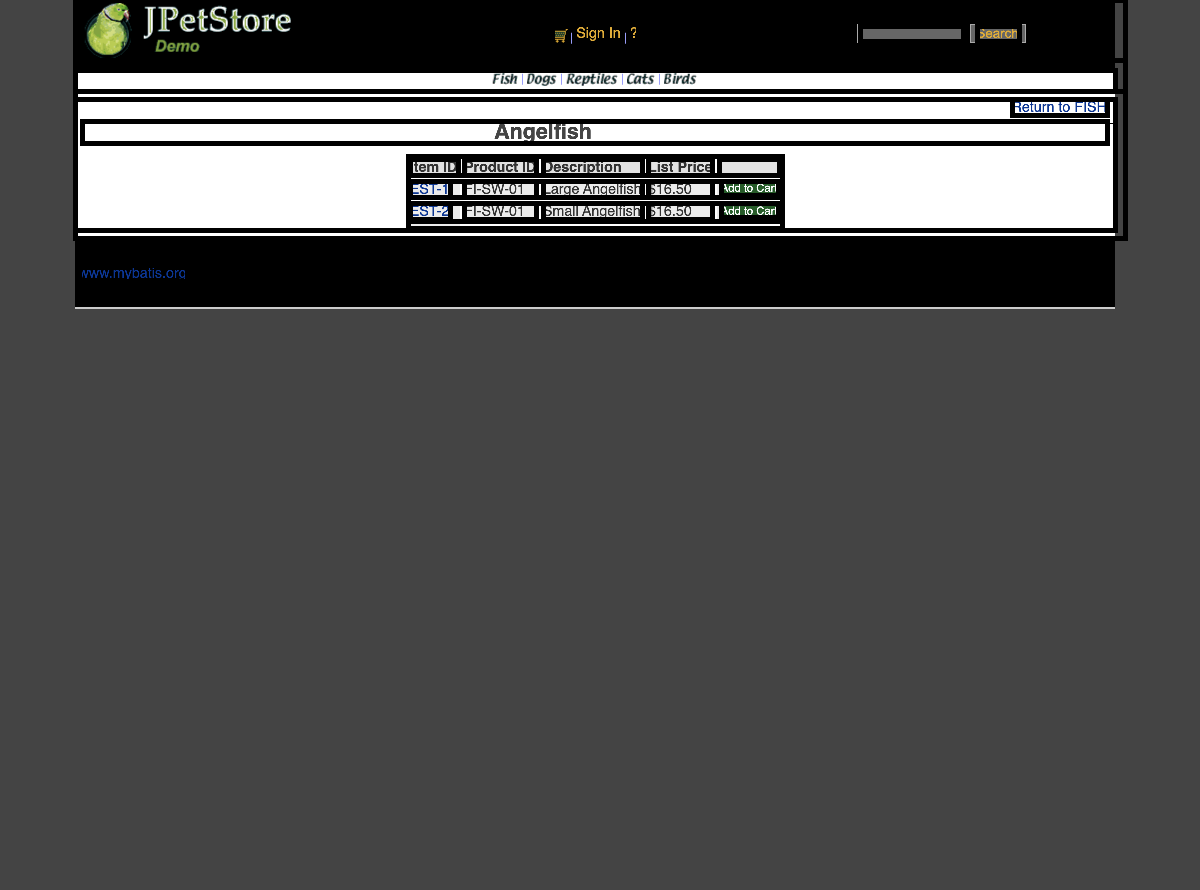 JPetStore
Demo
Sign In | ?
Search
Fish | Dogs | Reptiles | Cats | Birds
Return to FISH
Angelfish
Item ID Product ID Description List Price
EST-1 FI-SW-01 Large Angelfish $16.50 Add to Cart
EST-2 FI-SW-01 Small Angelfish $16.50 Add to Cart
www.mybatis.org